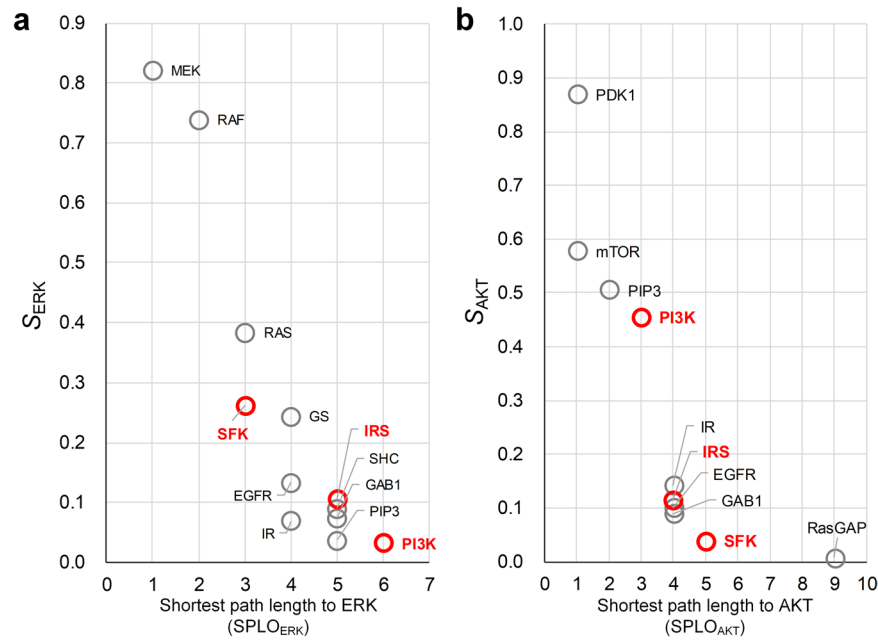 a
0.9
0.8
0.7
0.6
0.5
0.4
0.3
0.2
0.1
0.0
S_ERK
MEK
RAF
RAS
SFK
GS
IRS
SHC
EGFR
GAB1
IR
PIP3
PI3K
0 1 2 3 4 5 6 7
Shortest path length to ERK
(SPLO_ERK)
b
1.0
0.9
0.8
0.7
0.6
0.5
0.4
0.3
0.2
0.1
0.0
S_AKT
PDK1
mTOR
PIP3
PI3K
IR
IRS
EGFR
GAB1
SFK
RasGAP
0 1 2 3 4 5 6 7 8 9 10
Shortest path length to AKT
(SPLO_AKT)